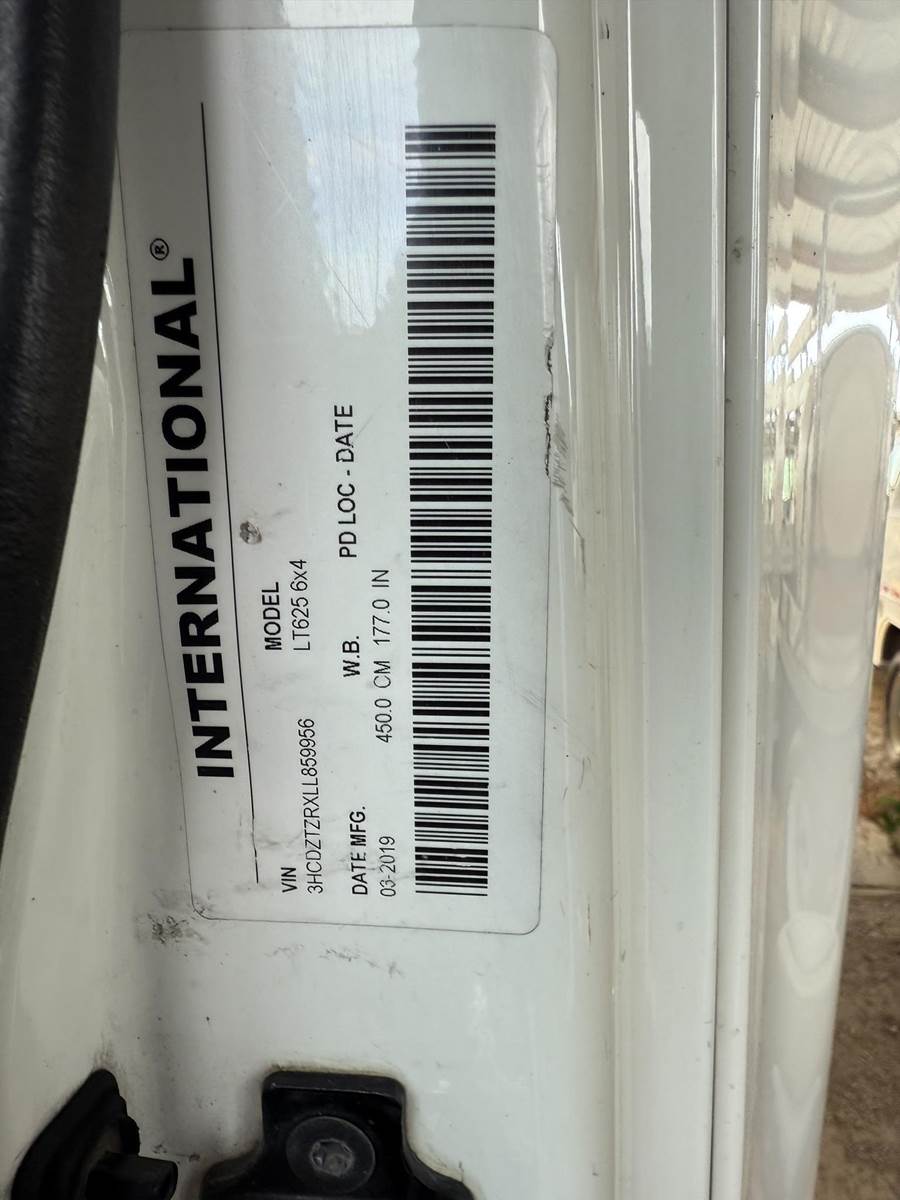 INTERNATIONAL®
VIN MODEL
3HCDZTZRXLL859956 LT625 6x4
DATE MFG. W.B. PD LOC - DATE
03-2019 450.0 CM 177.0 IN